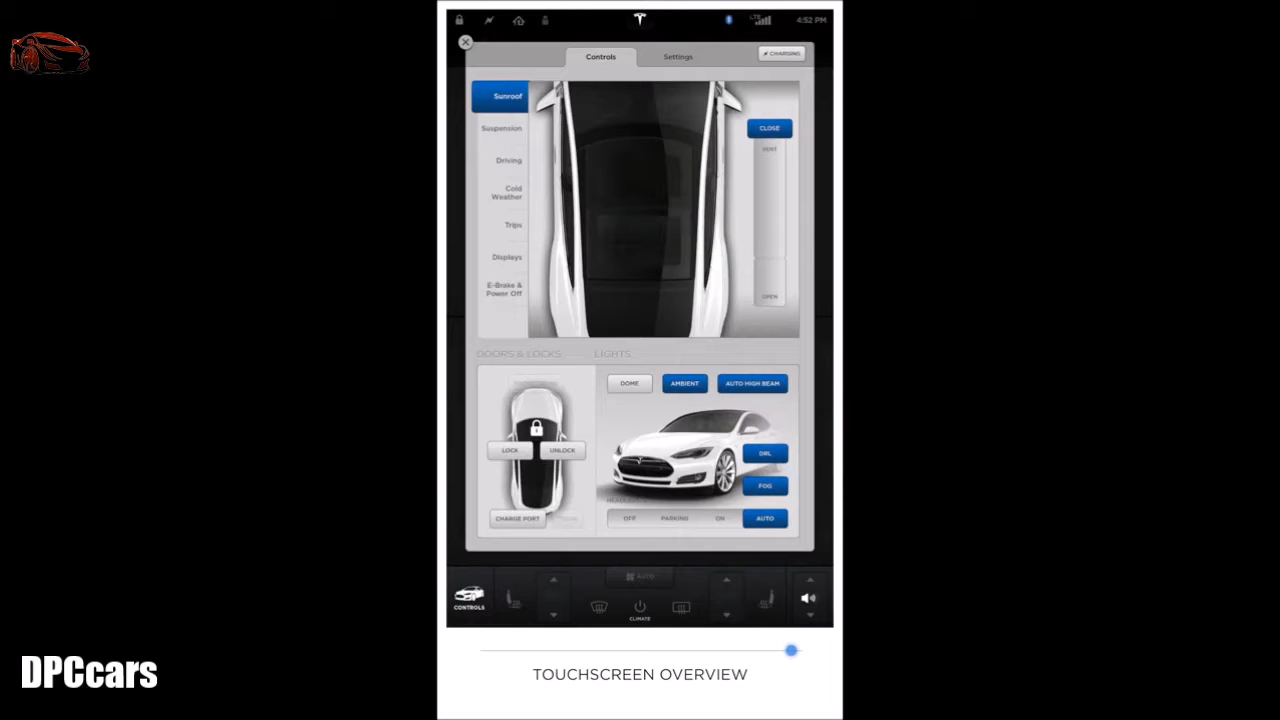 LTE
4:52 PM
Controls
Settings
CHARGING
Sunroof
Suspension
Driving
Cold
Weather
Trips
Displays
E-Brake &
Power Off
CLOSE
VENT
OPEN
DOORS & LOCKS
LIGHTS
DOME
AMBIENT
AUTO HIGH BEAM
LOCK
UNLOCK
DRL
FOG
CHARGE PORT
HEADLIGHTS
OFF
PARKING
ON
AUTO
AUTO
CONTROLS
CLIMATE
TOUCHSCREEN OVERVIEW
DPCcars